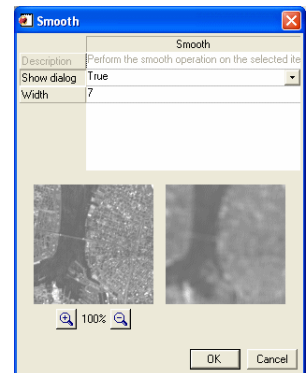 Smooth
Smooth
Description Perform the smooth operation on the selected ite
Show dialog True
Width 7
100%
OK Cancel